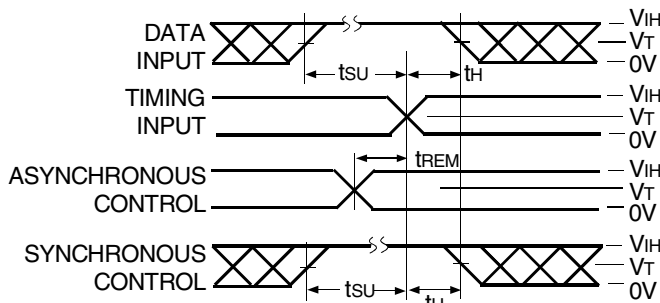 DATA INPUT
VIH
VT
0V
tSU
tH
TIMING INPUT
VIH
VT
0V
tREM
ASYNCHRONOUS CONTROL
VIH
VT
0V
SYNCHRONOUS CONTROL
VIH
VT
0V
tSU
tH